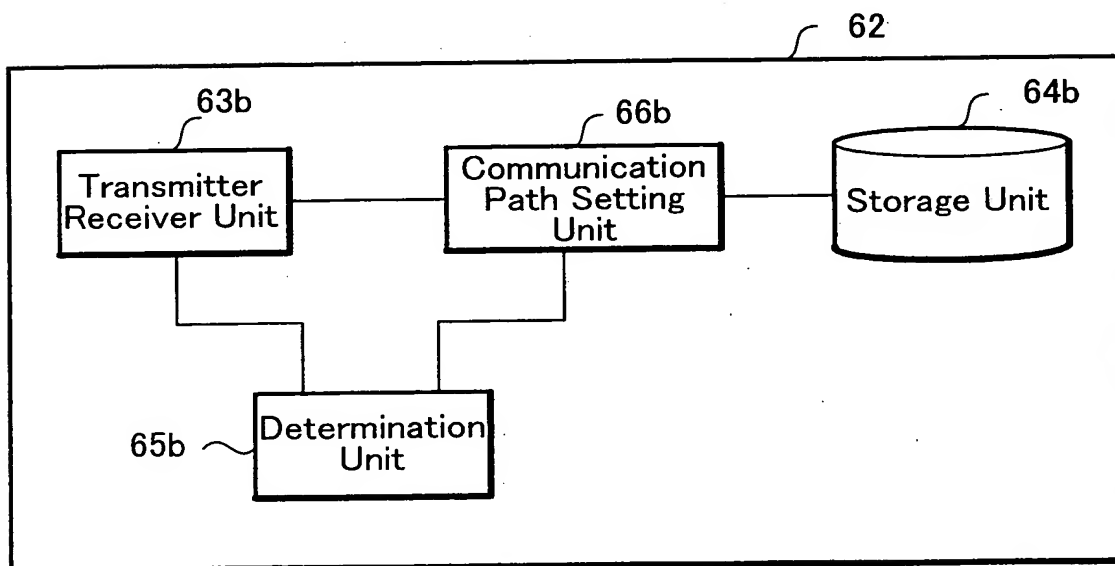 62
63b
66b
64b
Transmitter
Receiver Unit
Communication
Path Setting
Unit
Storage Unit
65b
Determination
Unit